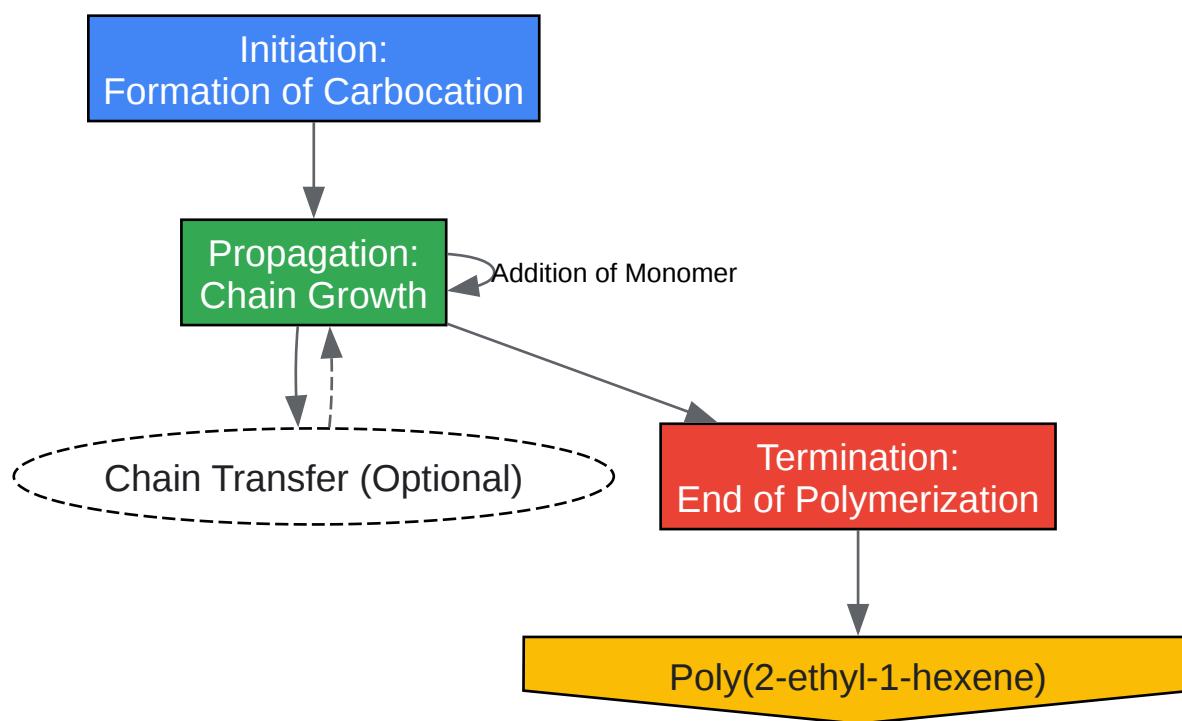 Initiation:
Formation of Carbocation
Propagation:
Chain Growth
Addition of Monomer
Chain Transfer (Optional)
Termination:
End of Polymerization
Poly(2-ethyl-1-hexene)